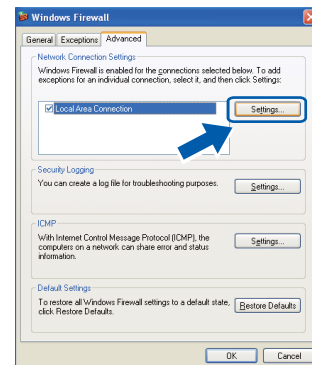 Windows Firewall
General Exceptions Advanced
Network Connection Settings
Windows Firewall is enabled for the connections selected below. To add
exceptions for an individual connection, select it, and then click Settings:
Local Area Connection
Settings...
Security Logging
You can create a log file for troubleshooting purposes.
Settings...
ICMP
With Internet Control Message Protocol (ICMP), the
computers on a network can share error and status
information.
Settings...
Default Settings
To restore all Windows Firewall settings to a default state,
click Restore Defaults.
Restore Defaults
OK Cancel